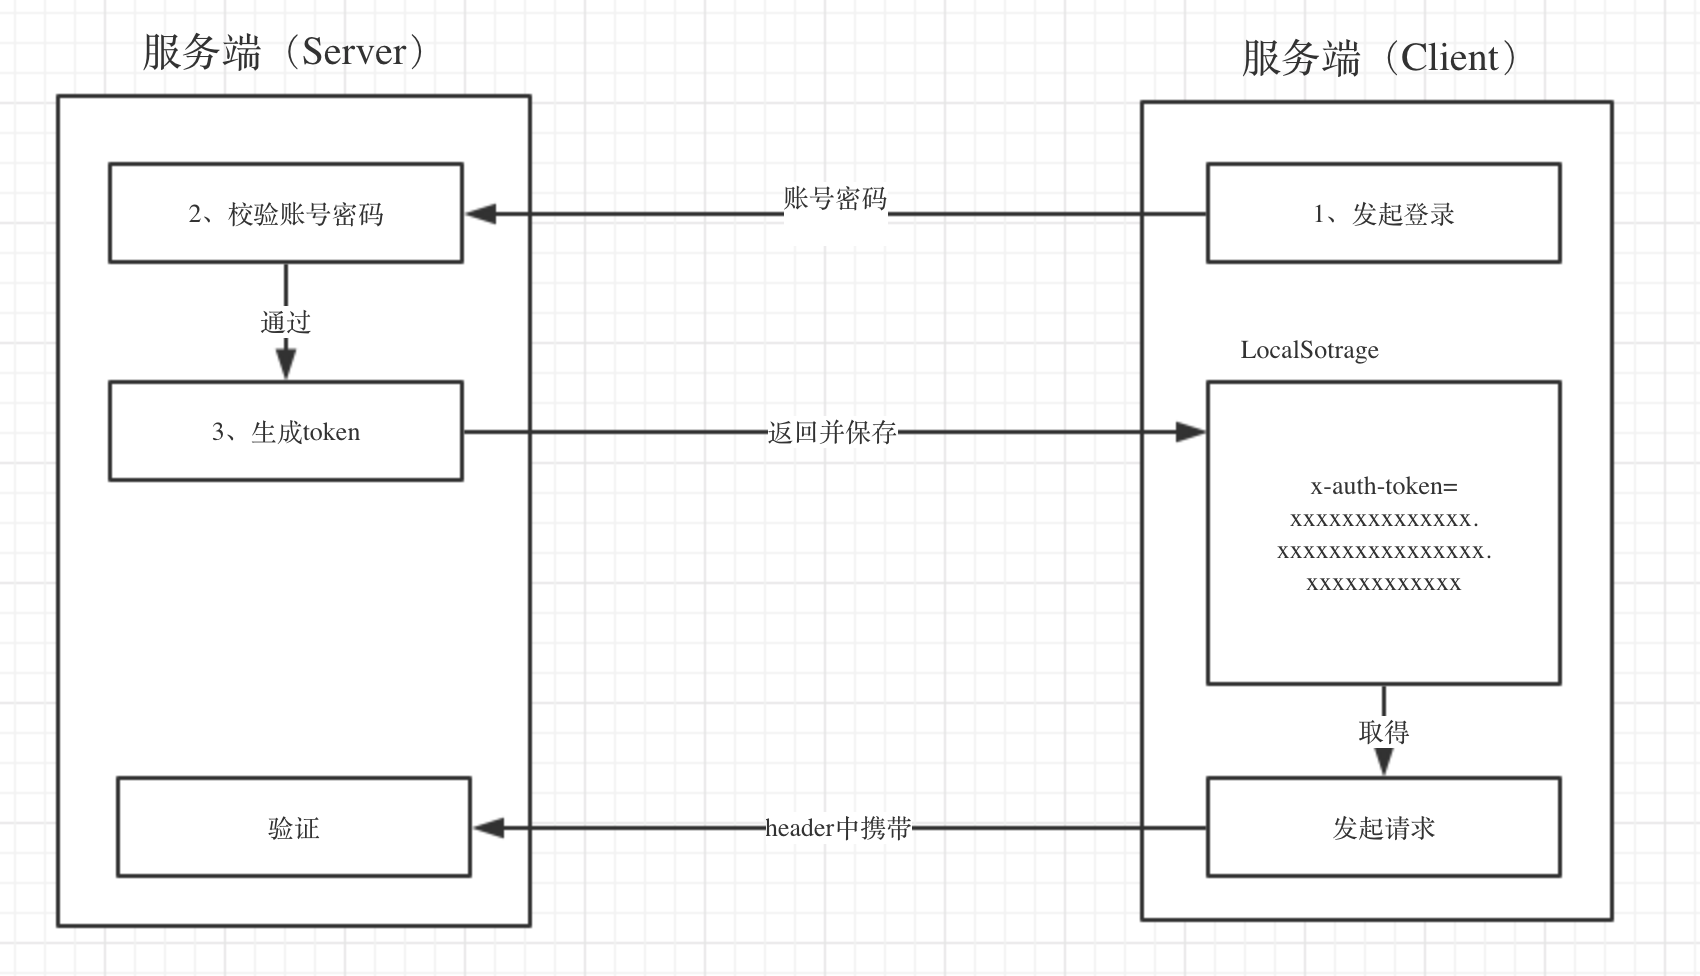 服务端（Server）
服务端（Client）
2、校验账号密码
账号密码
1、发起登录
通过
LocalSotrage
3、生成token
返回并保存
x-auth-token=
xxxxxxxxxxxxxx.
xxxxxxxxxxxxxxxx.
xxxxxxxxxxxx
取得
验证
header中携带
发起请求